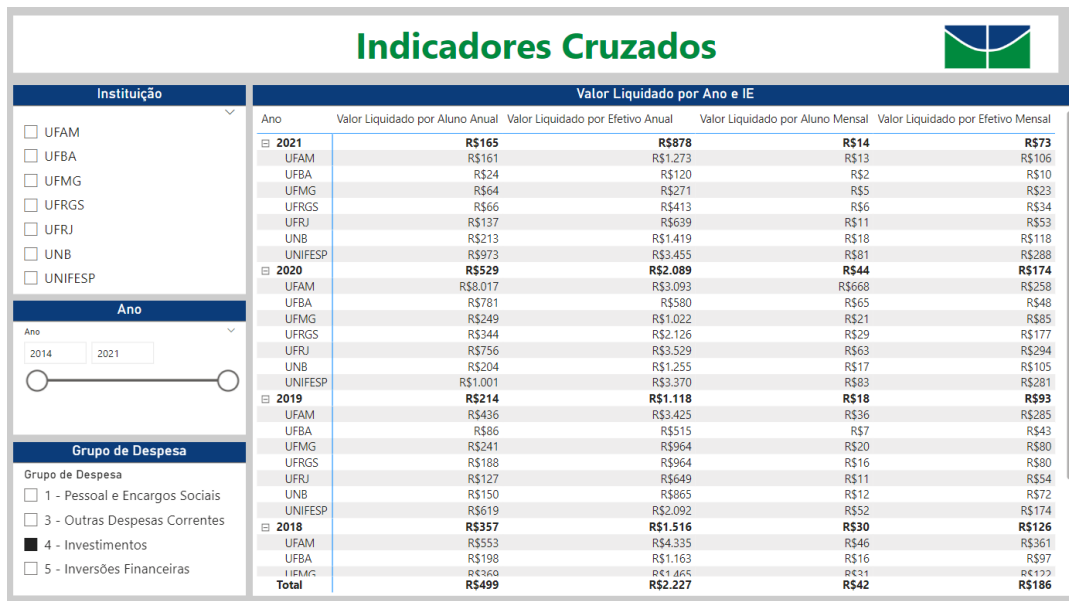 Indicadores Cruzados
Instituição
UFAM
UFBA
UFMG
UFRGS
UFRJ
UNB
UNIFESP
Ano
Ano
2014 2021
Grupo de Despesa
Grupo de Despesa
1 - Pessoal e Encargos Sociais
3 - Outras Despesas Correntes
4 - Investimentos
5 - Inversões Financeiras
Valor Liquidado por Ano e IE
Ano Valor Liquidado por Aluno Anual Valor Liquidado por Efetivo Anual Valor Liquidado por Aluno Mensal Valor Liquidado por Efetivo Mensal
2021 R$165 R$878 R$14 R$73
UFAM R$161 R$1.273 R$13 R$106
UFBA R$24 R$120 R$2 R$10
UFMG R$64 R$271 R$5 R$23
UFRGS R$66 R$413 R$6 R$34
UFRJ R$137 R$639 R$11 R$53
UNB R$213 R$1.419 R$18 R$118
UNIFESP R$973 R$3.455 R$81 R$288
2020 R$529 R$2.089 R$44 R$174
UFAM R$8.017 R$3.093 R$668 R$258
UFBA R$781 R$580 R$65 R$48
UFMG R$249 R$1.022 R$21 R$85
UFRGS R$344 R$2.126 R$29 R$177
UFRJ R$756 R$3.529 R$63 R$294
UNB R$204 R$1.255 R$17 R$105
UNIFESP R$1.001 R$3.370 R$83 R$281
2019 R$214 R$1.118 R$18 R$93
UFAM R$436 R$3.425 R$36 R$285
UFBA R$86 R$515 R$7 R$43
UFMG R$241 R$964 R$20 R$80
UFRGS R$188 R$964 R$16 R$80
UFRJ R$127 R$649 R$11 R$54
UNB R$150 R$865 R$12 R$72
UNIFESP R$619 R$2.092 R$52 R$174
2018 R$357 R$1.516 R$30 R$126
UFAM R$553 R$4.335 R$46 R$361
UFBA R$198 R$1.163 R$16 R$97
UFMG R$369 R$1.465 R$31 R$122
Total R$499 R$2.227 R$42 R$186